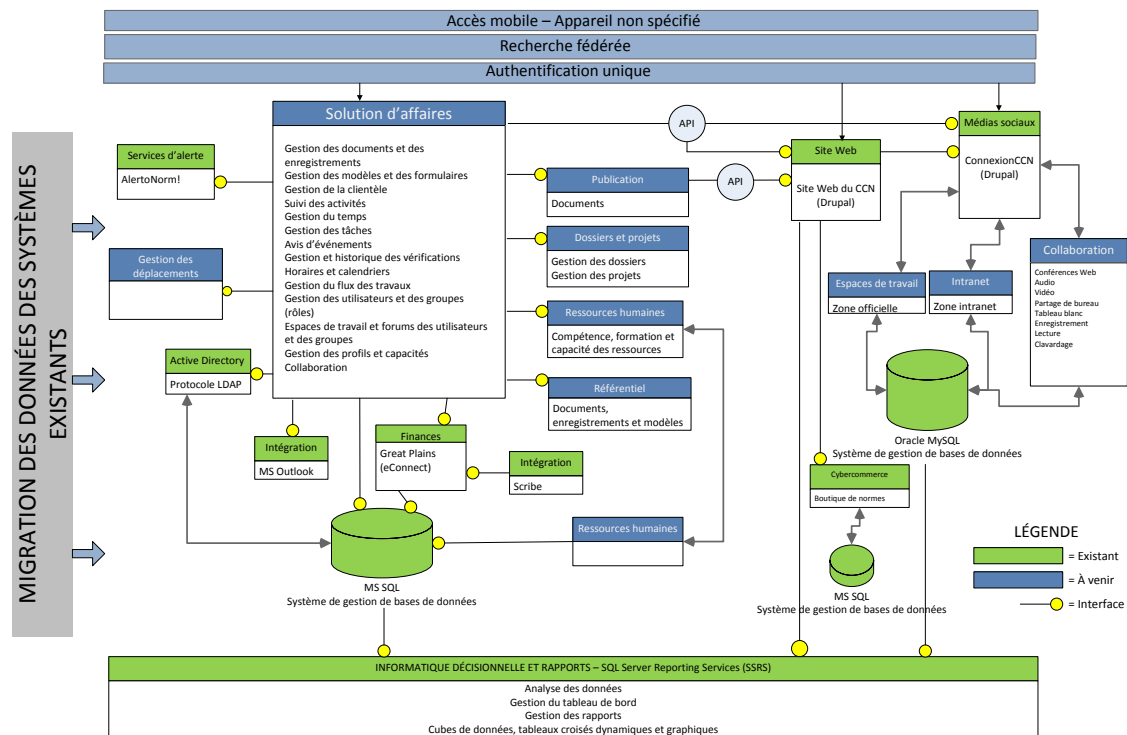 Accès mobile – Appareil non spécifié
Recherche fédérée
Authentification unique
MIGRATION DES DONNÉES DES SYSTÈMES
EXISTANTS
Services d'alerte
AlertoNorm!
Gestion des
déplacements
Active Directory
Protocole LDAP
Solution d'affaires
Gestion des documents et des
enregistrements
Gestion des modèles et des formulaires
Gestion de la clientèle
Suivi des activités
Gestion du temps
Gestion des tâches
Avis d'événements
Gestion et historique des vérifications
Horaires et calendriers
Gestion du flux des travaux
Gestion des utilisateurs et des groupes
(rôles)
Espaces de travail et forums des utilisateurs
et des groupes
Gestion des profils et capacités
Collaboration
Intégration
MS Outlook
Finances
Great Plains
(eConnect)
Intégration
Scribe
Publication
Documents
Dossiers et projets
Gestion des dossiers
Gestion des projets
Ressources humaines
Compétence, formation et
capacité des ressources
Référentiel
Documents,
enregistrements et modèles
Ressources humaines
MS SQL
Système de gestion de bases de données
API
API
Site Web
Site Web du CCN
(Drupal)
Médias sociaux
ConnexionCCN
(Drupal)
Espaces de travail
Zone officielle
Intranet
Zone intranet
Collaboration
Conférences Web
Audio
Vidéo
Partage de bureau
Tableau blanc
Enregistrement
Lecture
Clavardage
Oracle MySQL
Système de gestion de bases de données
Cybercommerce
Boutique de normes
MS SQL
Système de gestion de bases de données
LÉGENDE
= Existant
= À venir
= Interface
INFORMATIQUE DÉCISIONNELLE ET RAPPORTS – SQL Server Reporting Services (SSRS)
Analyse des données
Gestion du tableau de bord
Gestion des rapports
Cubes de données, tableaux croisés dynamiques et graphiques